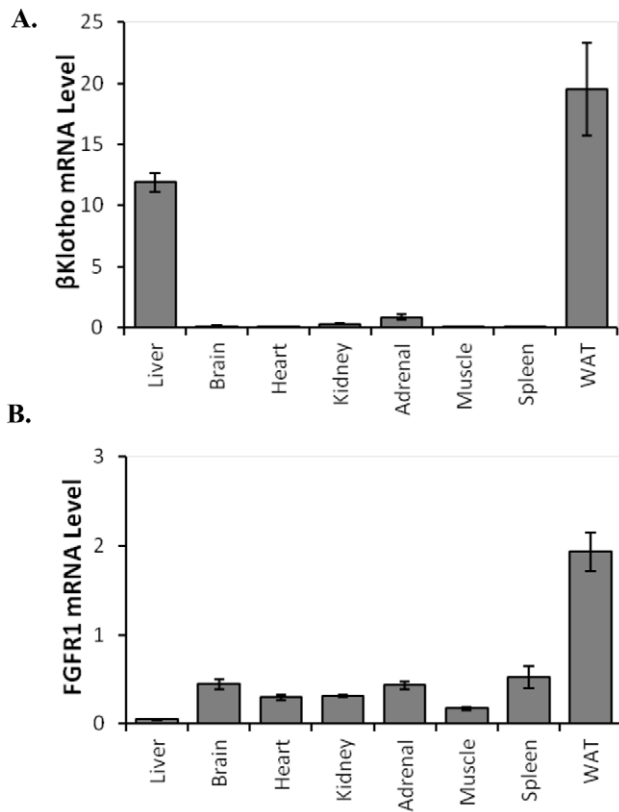 A.
βKlotho mRNA Level
25
20
15
10
5
0
Liver
Brain
Heart
Kidney
Adrenal
Muscle
Spleen
WAT
B.
FGFR1 mRNA Level
3
2
1
0
Liver
Brain
Heart
Kidney
Adrenal
Muscle
Spleen
WAT